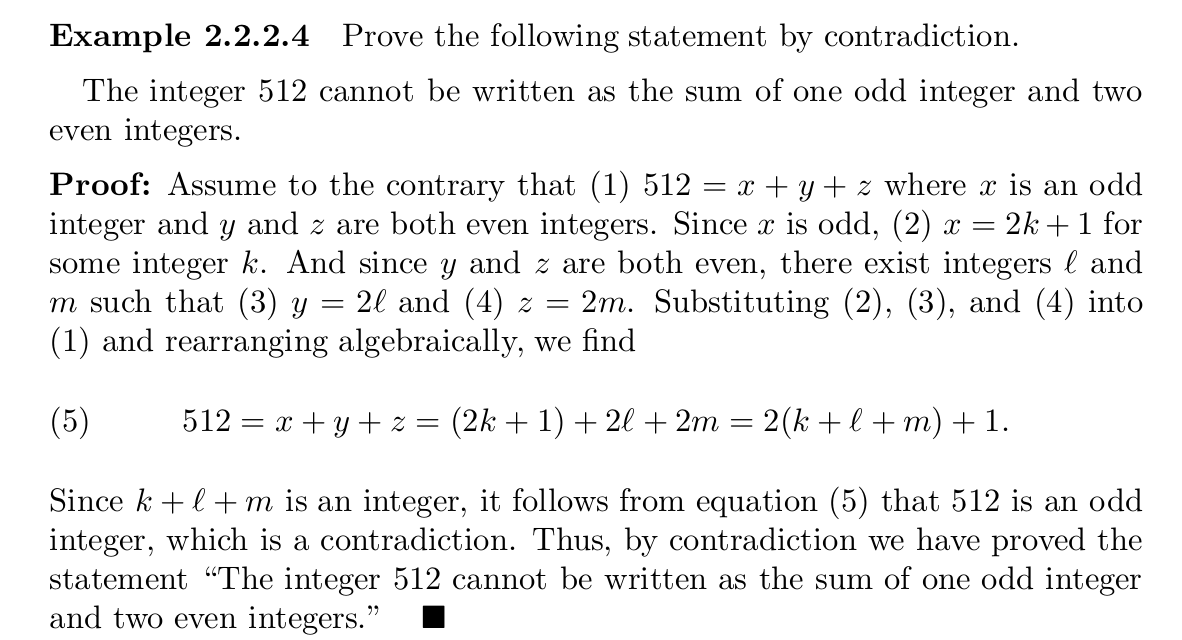 Example 2.2.2.4 Prove the following statement by contradiction.
The integer 512 cannot be written as the sum of one odd integer and two
even integers.
Proof: Assume to the contrary that (1) 512 = x + y + z where x is an odd
integer and y and z are both even integers. Since x is odd, (2) x = 2k + 1 for
some integer k. And since y and z are both even, there exist integers ℓ and
m such that (3) y = 2ℓ and (4) z = 2m. Substituting (2), (3), and (4) into
(1) and rearranging algebraically, we find
(5) 512 = x + y + z = (2k + 1) + 2ℓ + 2m = 2(k + ℓ + m) + 1.
Since k + ℓ + m is an integer, it follows from equation (5) that 512 is an odd
integer, which is a contradiction. Thus, by contradiction we have proved the
statement “The integer 512 cannot be written as the sum of one odd integer
and two even integers.” ■